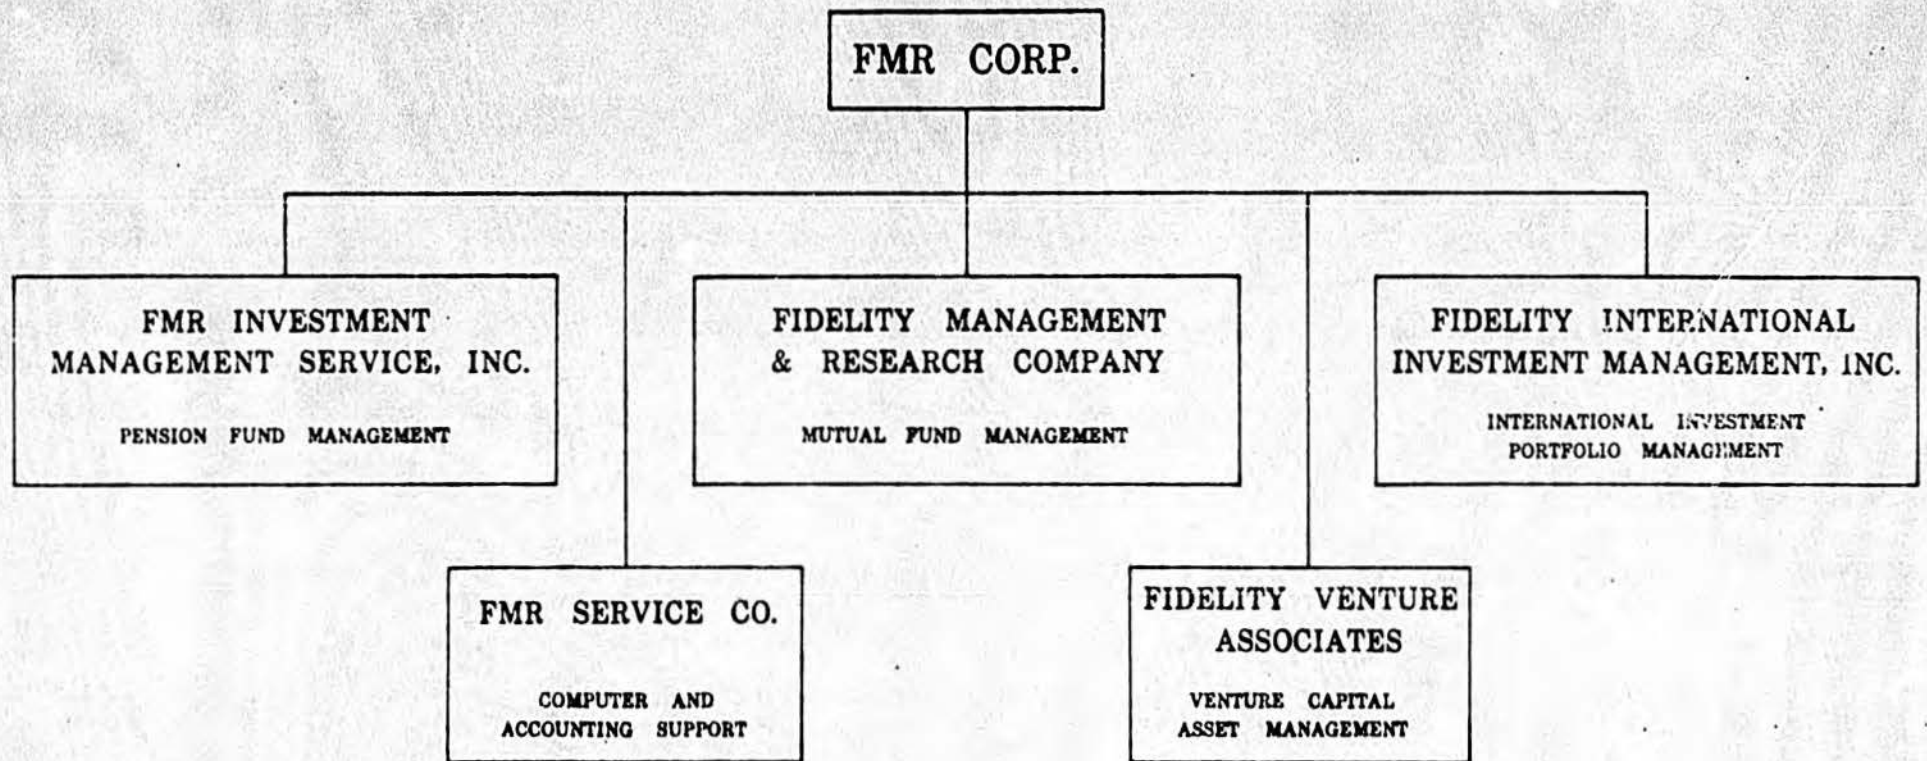 FMR CORP.
FMR INVESTMENT
MANAGEMENT SERVICE, INC.
PENSION FUND MANAGEMENT
FIDELITY MANAGEMENT
& RESEARCH COMPANY
MUTUAL FUND MANAGEMENT
FIDELITY INTERNATIONAL
INVESTMENT MANAGEMENT, INC.
INTERNATIONAL INVESTMENT
PORTFOLIO MANAGEMENT
FMR SERVICE CO.
COMPUTER AND
ACCOUNTING SUPPORT
FIDELITY VENTURE
ASSOCIATES
VENTURE CAPITAL
ASSET MANAGEMENT